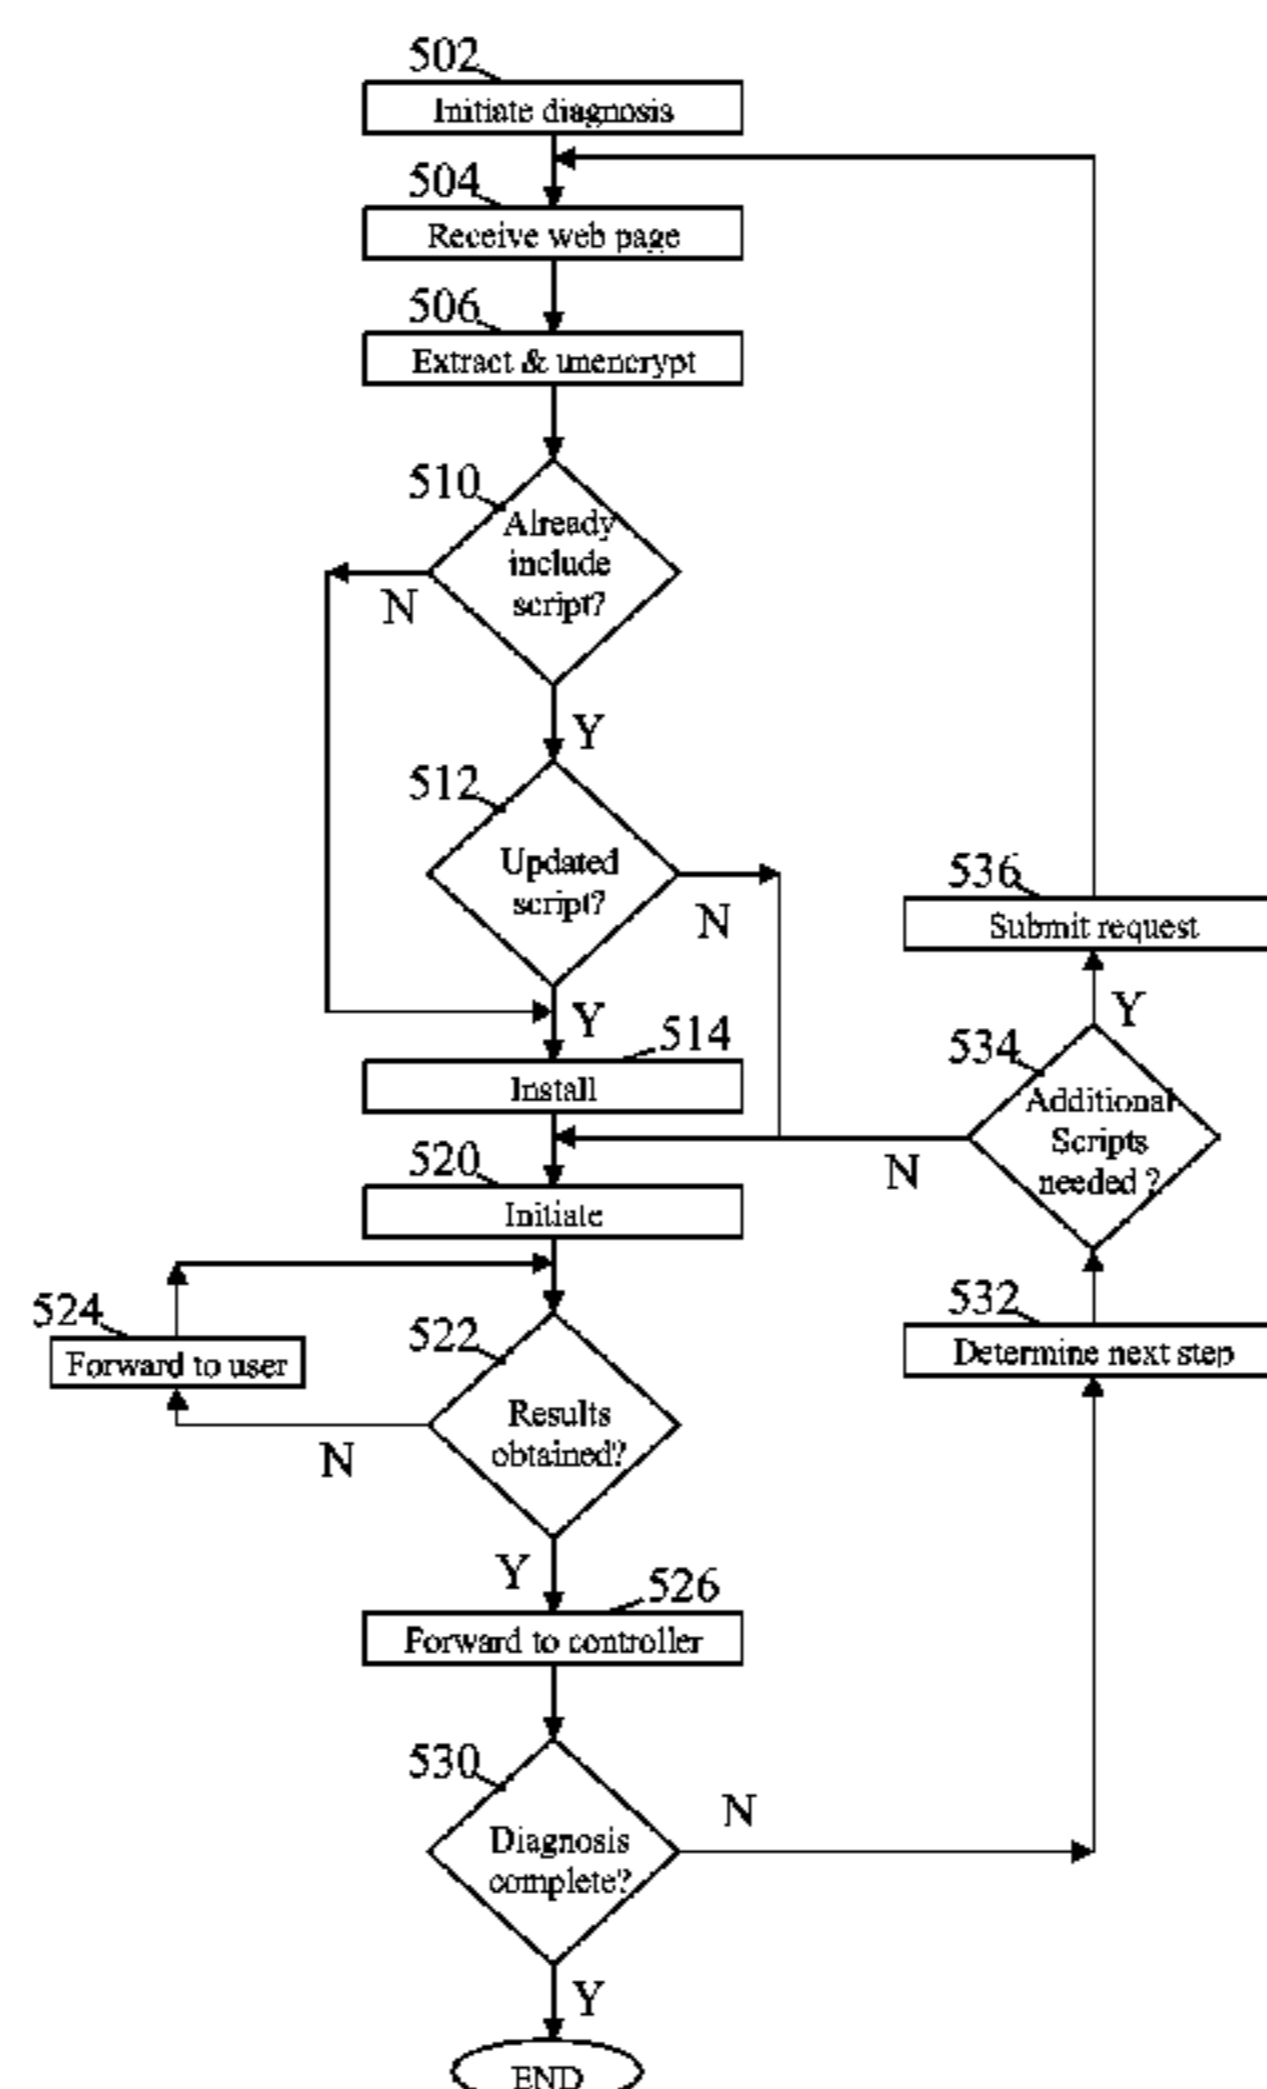 502
Initiate diagnosis
504
Receive web page
506
Extract & unencrypt
510
Already
include
script?
N
Y
512
Updated
script?
N
Y
514
Install
520
Initiate
524
Forward to user
522
Results
obtained?
N
Y
526
Forward to controller
530
Diagnosis
complete?
N
Y
END
536
Submit request
Y
534
Additional
Scripts
needed ?
N
532
Determine next step